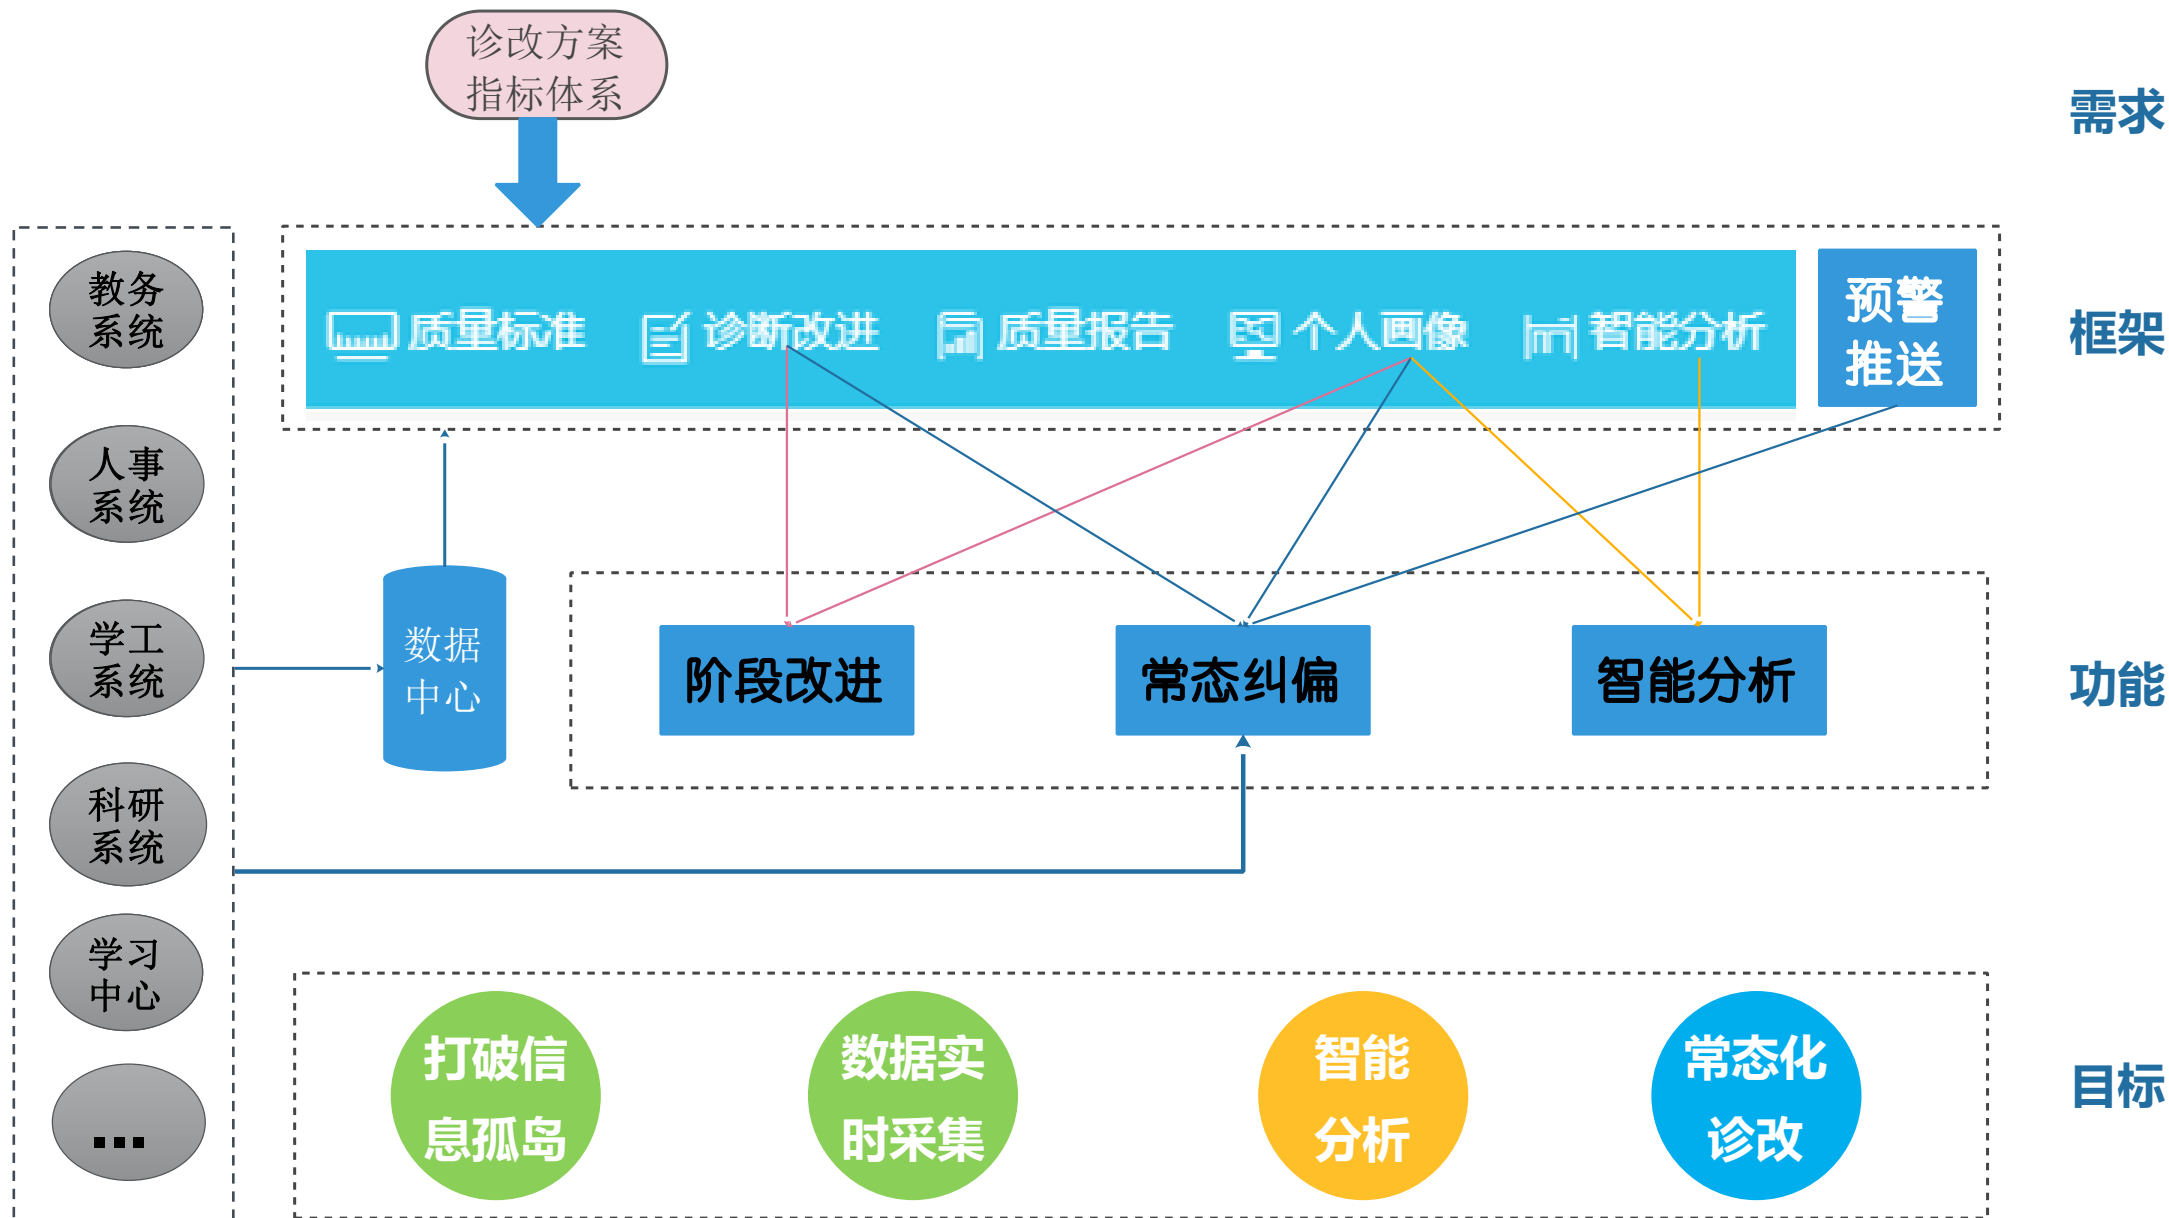 诊改方案
指标体系
需求
教务
系统
人事
系统
学工
系统
科研
系统
学习
中心
...
质量标准
诊断改进
质量报告
个人画像
智能分析
预警
推送
框架
数据
中心
阶段改进
常态纠偏
智能分析
功能
打破信
息孤岛
数据实
时采集
智能
分析
常态化
诊改
目标